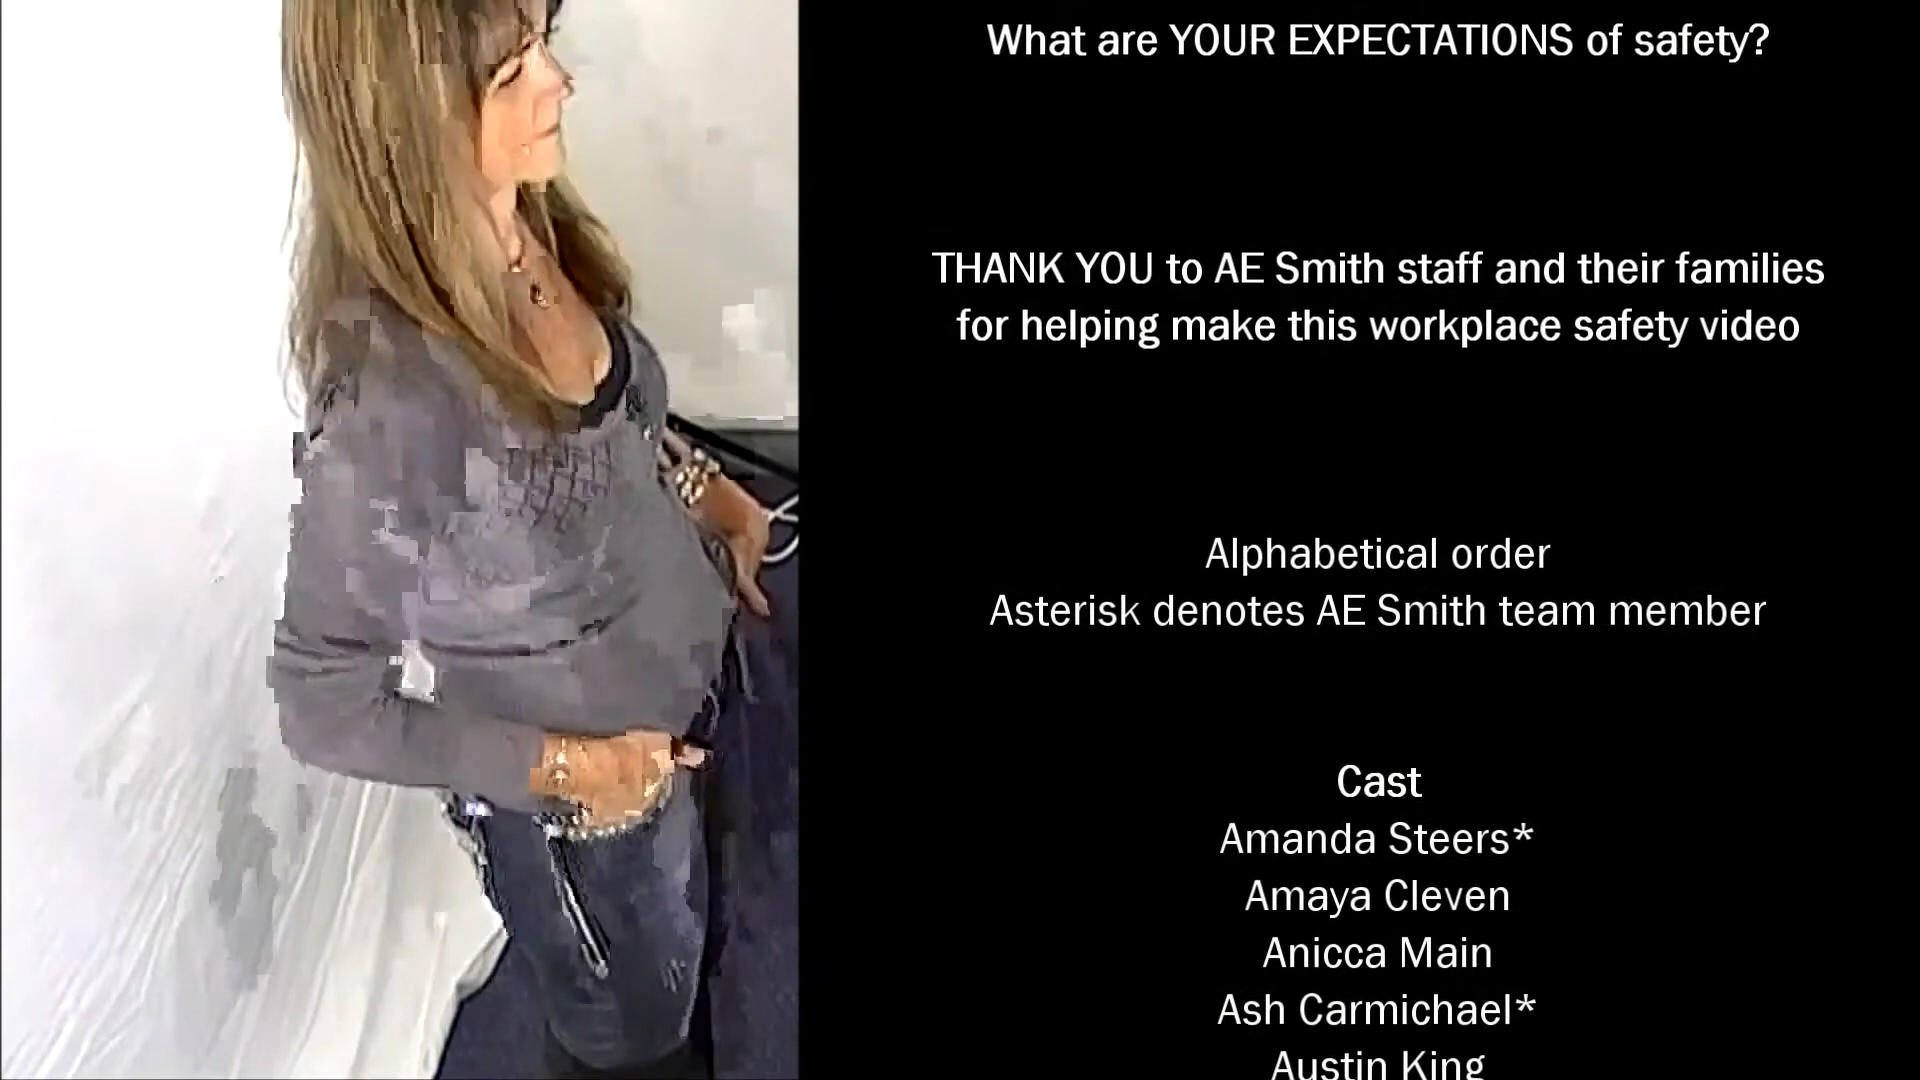 What are YOUR EXPECTATIONS of safety?
THANK YOU to AE Smith staff and their families
for helping make this workplace safety video
Alphabetical order
Asterisk denotes AE Smith team member
Cast
Amanda Steers*
Amaya Cleven
Anicca Main
Ash Carmichael*
Austin King